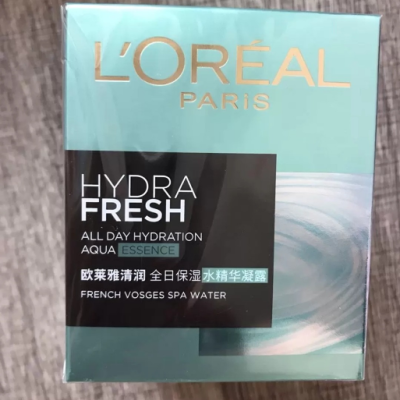 L'ORÉAL
PARIS
HYDRA
FRESH
ALL DAY HYDRATION
AQUA ESSENCE
欧莱雅清润 全日保湿水精华凝露
FRENCH VOSGES SPA WATER